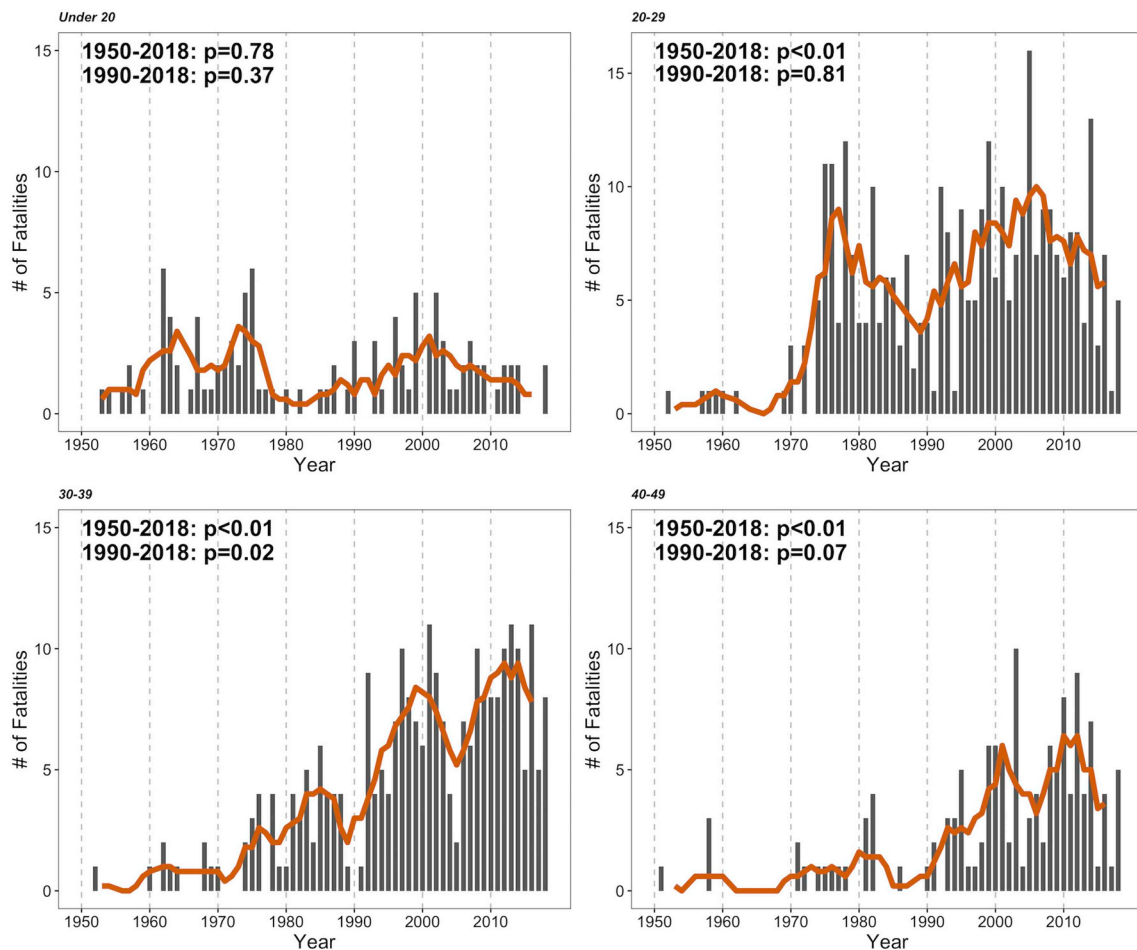 Under 20
1950-2018: p=0.78
1990-2018: p=0.37
# of Fatalities
15
10
5
0
1950 1960 1970 1980 1990 2000 2010
Year
20-29
1950-2018: p<0.01
1990-2018: p=0.81
# of Fatalities
15
10
5
0
1950 1960 1970 1980 1990 2000 2010
Year
30-39
1950-2018: p<0.01
1990-2018: p=0.02
# of Fatalities
15
10
5
0
1950 1960 1970 1980 1990 2000 2010
Year
40-49
1950-2018: p<0.01
1990-2018: p=0.07
# of Fatalities
15
10
5
0
1950 1960 1970 1980 1990 2000 2010
Year